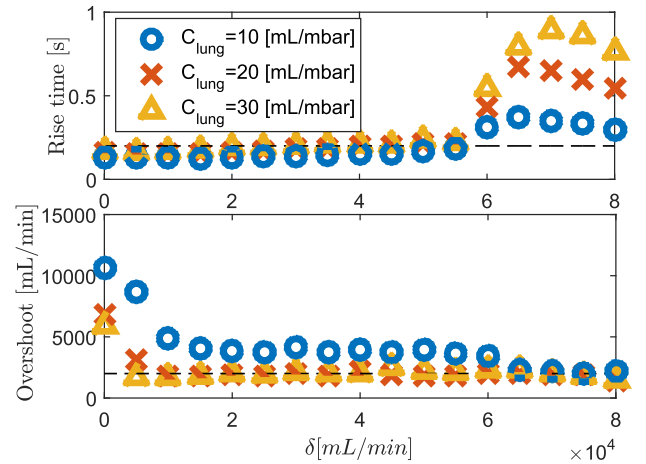 1
0.5
0
Rise time [s]
C_lung=10 [mL/mbar]
C_lung=20 [mL/mbar]
C_lung=30 [mL/mbar]
0 2 4 6 8
15000
10000
5000
0
Overshoot [mL/min]
0 2 4 6 8
δ[mL/min]
×10^4